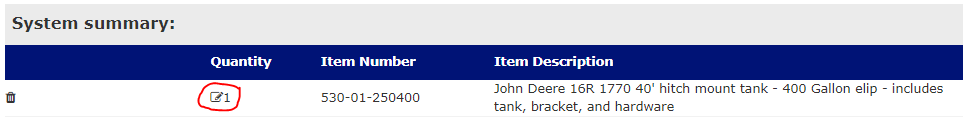 System summary:
Quantity Item Number Item Description
1 530-01-250400 John Deere 16R 1770 40' hitch mount tank - 400 Gallon elip - includes
tank, bracket, and hardware